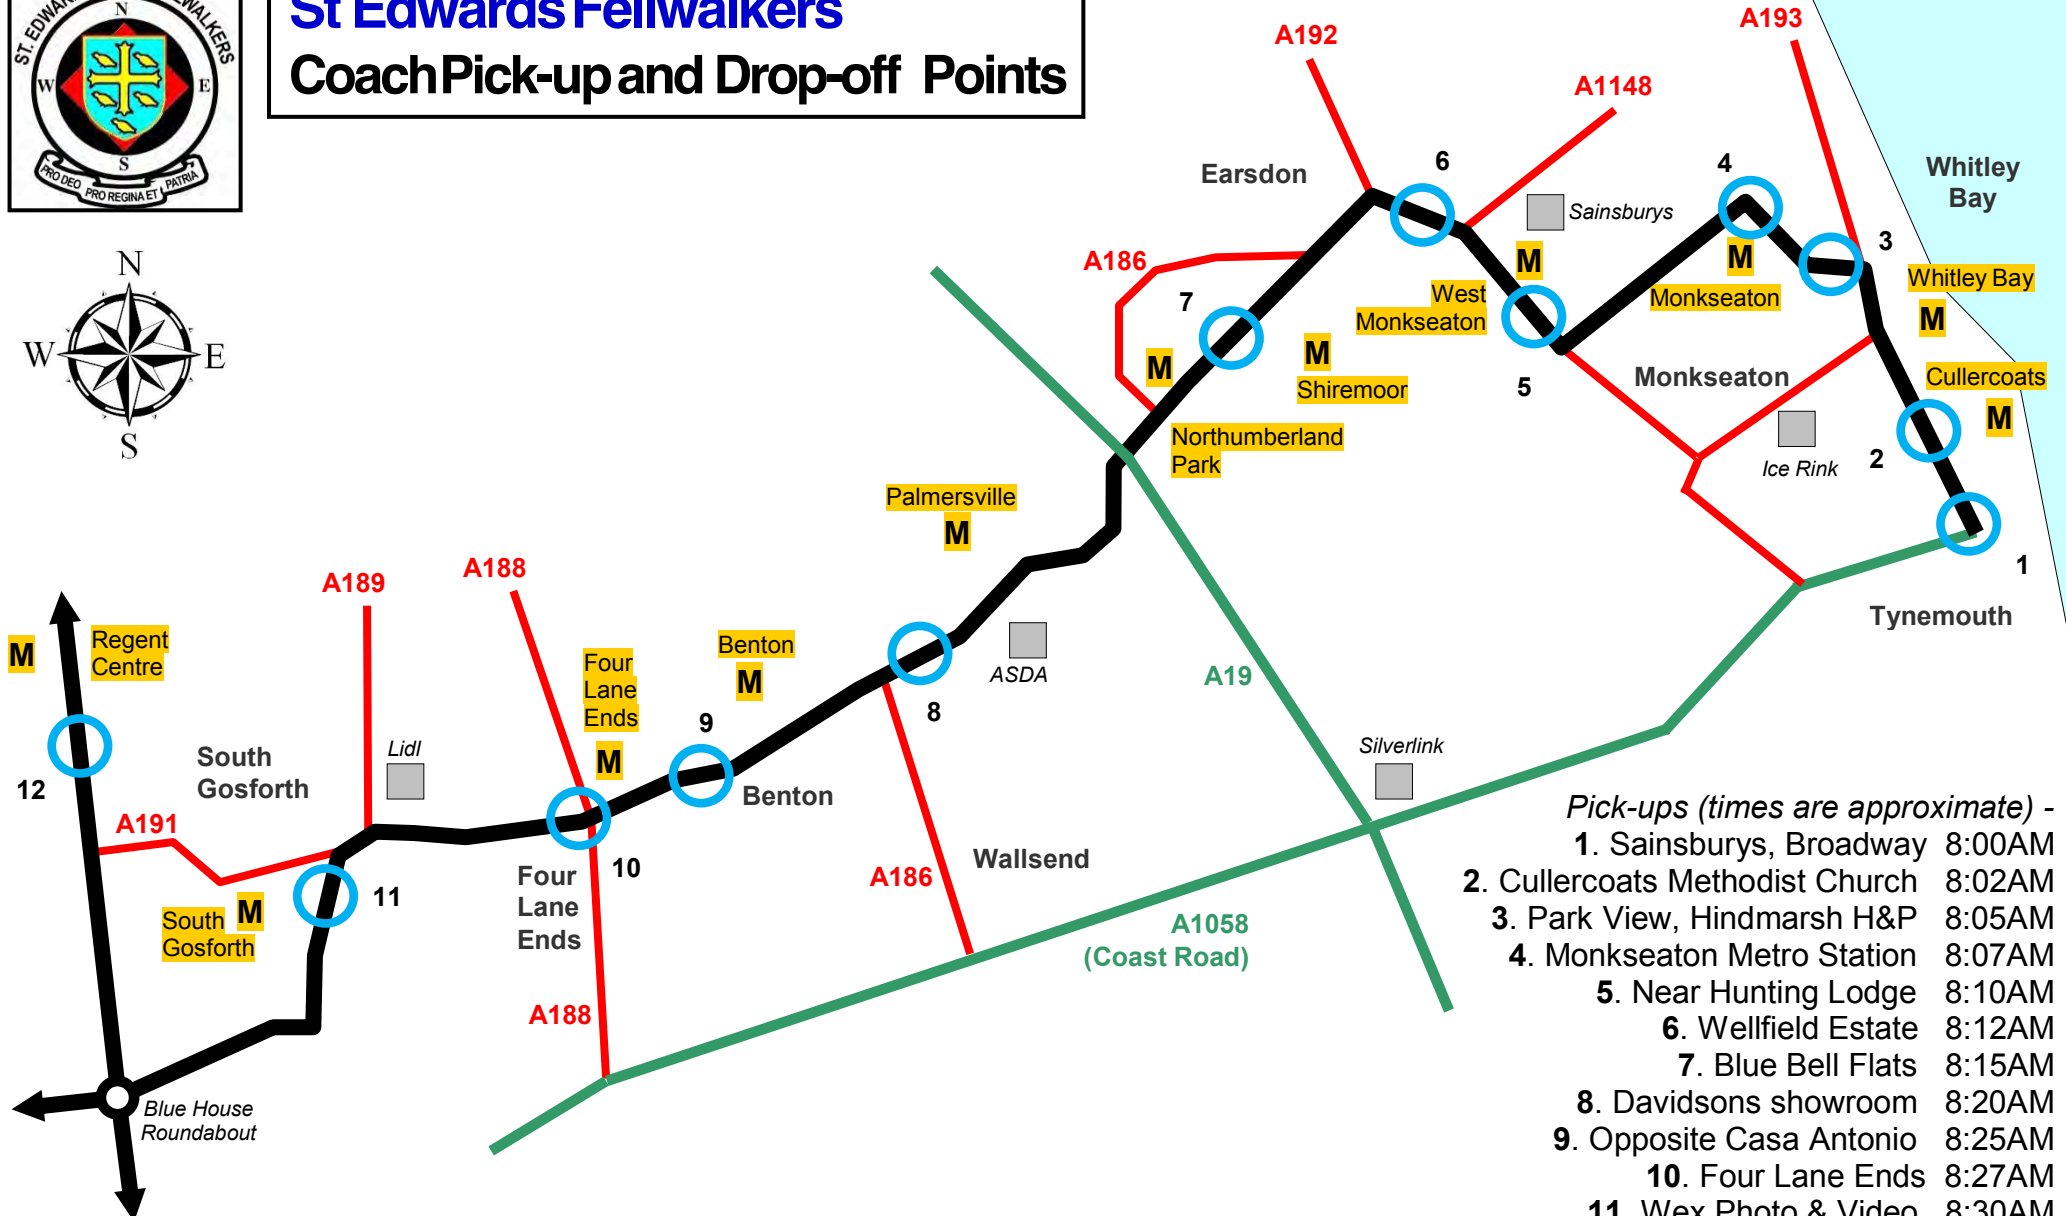 St Edwards Fellwalkers
Coach Pick-up and Drop-off Points
N
W
E
S
PRO DEO PRO REGINA ET PATRIA
N
W
E
S
A192
A193
A1148
Earsdon
6
4
Whitley
Bay
Sainsburys
3
A186
M
M
Whitley Bay
7
West
Monkseaton
Monkseaton
M
M
M
Shiremoor
5
Monkseaton
Cullercoats
M
Northumberland
Park
2
Ice Rink
Palmersville
M
1
A189
A188
Tynemouth
M
Regent
Centre
Four
Lane
Ends
Benton
M
ASDA
A19
8
9
South
Gosforth
Lidl
M
Silverlink
12
Benton
A191
Four
Lane
Ends
10
A186
Wallsend
11
South
Gosforth
M
A1058
(Coast Road)
A188
Blue House
Roundabout
Pick-ups (times are approximate) -
1. Sainsburys, Broadway 8:00AM
2. Cullercoats Methodist Church 8:02AM
3. Park View, Hindmarsh H&P 8:05AM
4. Monkseaton Metro Station 8:07AM
5. Near Hunting Lodge 8:10AM
6. Wellfield Estate 8:12AM
7. Blue Bell Flats 8:15AM
8. Davidsons showroom 8:20AM
9. Opposite Casa Antonio 8:25AM
10. Four Lane Ends 8:27AM
11. Wex Photo & Video 8:30AM